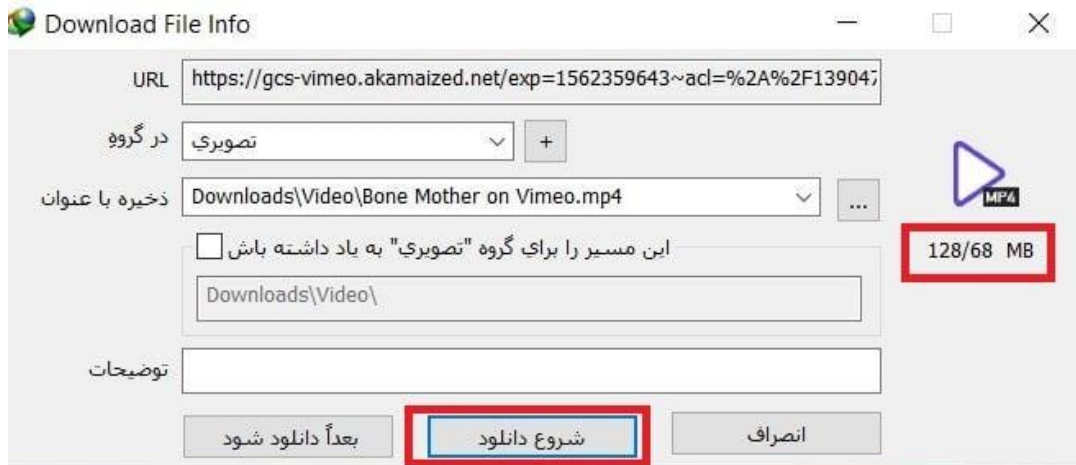 Download File Info
URL https://gcs-vimeo.akamaized.net/exp=1562359643~acl=%2A%2F139047
در گروهِ تصويري +
ذخیره با عنوان Downloads\Video\Bone Mother on Vimeo.mp4 ...
MP4
128/68 MB
اين مسير را براي گروه "تصويري" به ياد داشته باش
Downloads\Video\
توضیحات
بعداً دانلود شود شروع دانلود انصراف